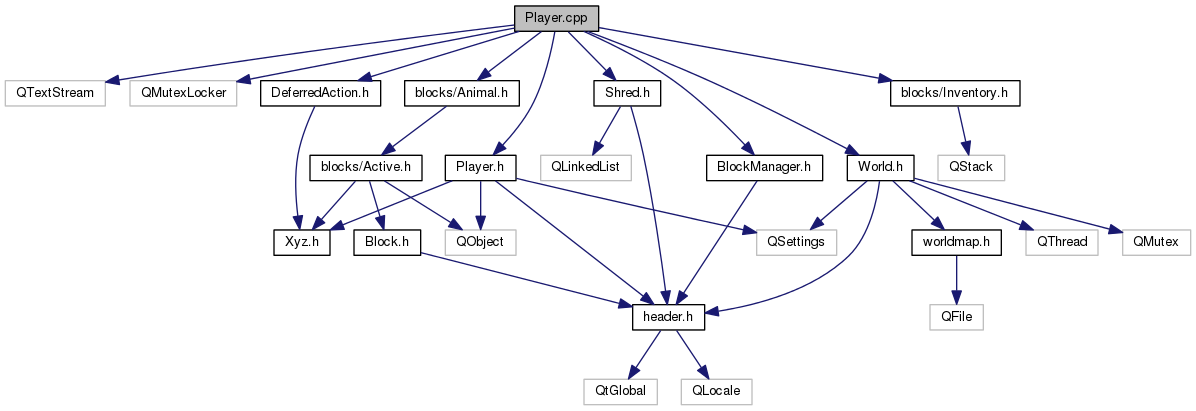 Player.cpp
QTextStream
QMutexLocker
DeferredAction.h
blocks/Animal.h
Shred.h
blocks/Inventory.h
blocks/Active.h
Player.h
QLinkedList
BlockManager.h
World.h
QStack
Xyz.h
Block.h
QObject
QSettings
worldmap.h
QThread
QMutex
header.h
QFile
QtGlobal
QLocale